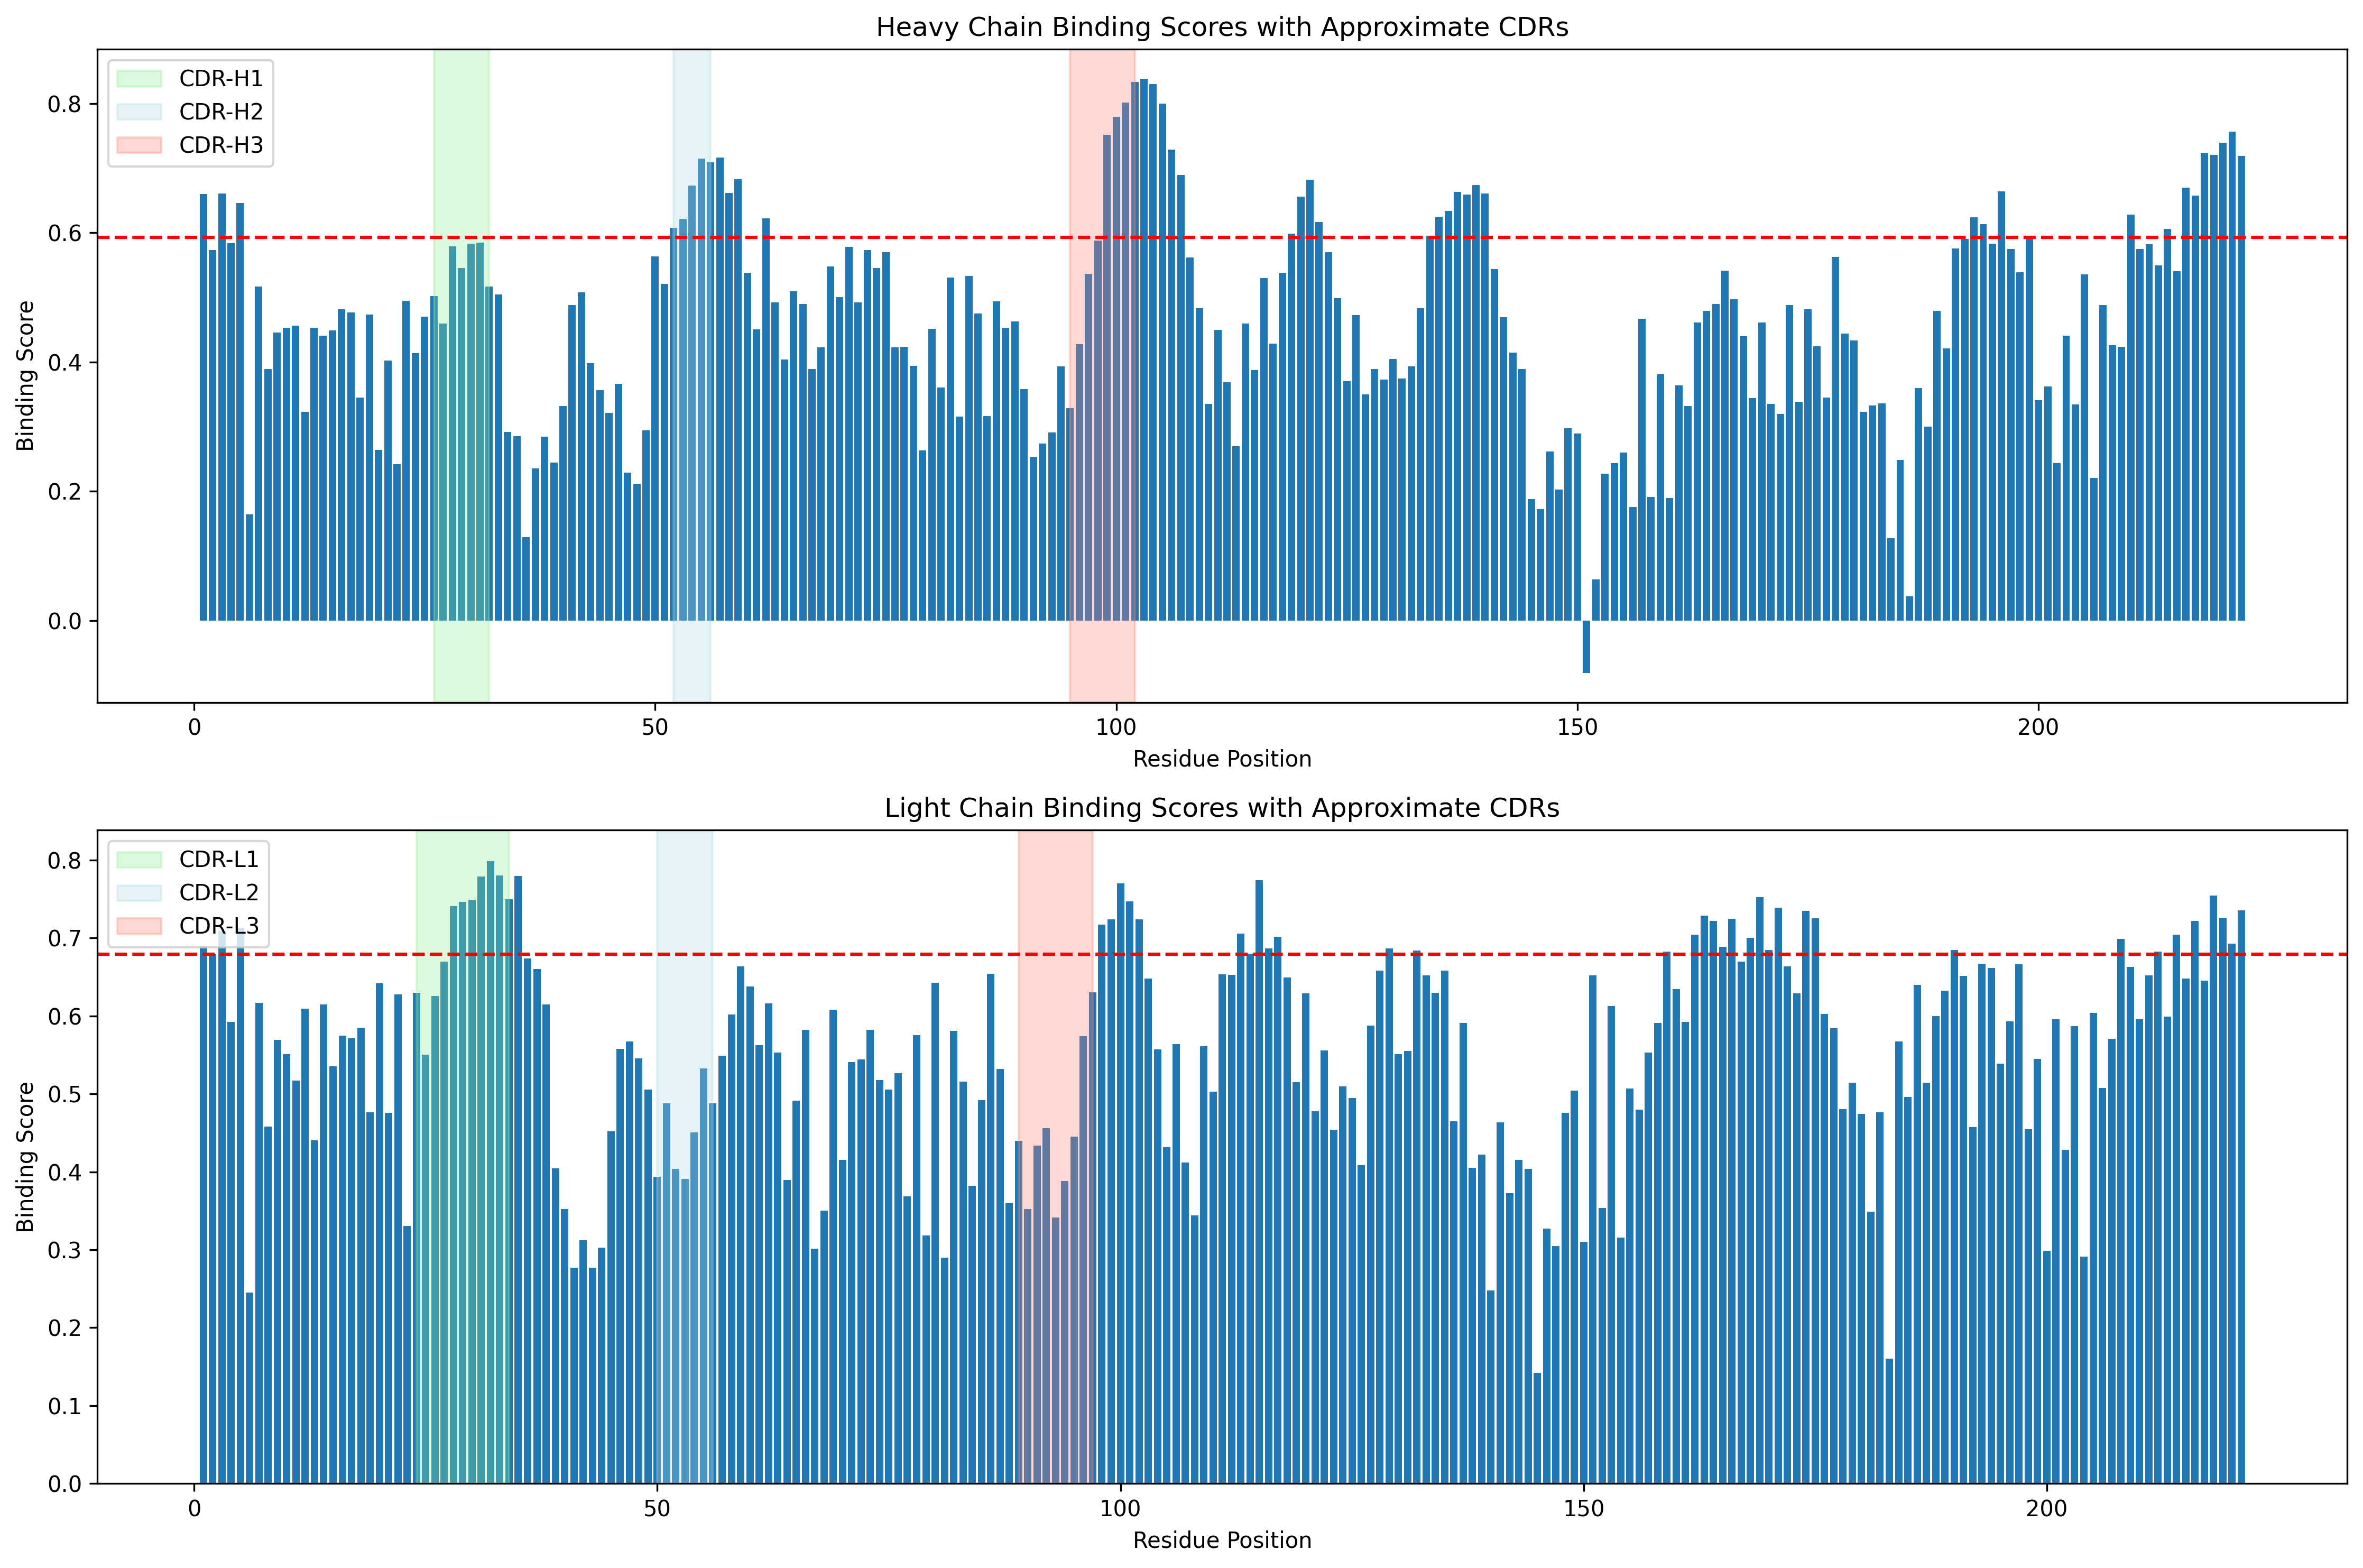 Heavy Chain Binding Scores with Approximate CDRs
CDR-H1
CDR-H2
CDR-H3
0.8
0.6
0.4
0.2
0.0
Binding Score
0 50 100 150 200
Residue Position
Light Chain Binding Scores with Approximate CDRs
CDR-L1
CDR-L2
CDR-L3
0.8
0.7
0.6
0.5
0.4
0.3
0.2
0.1
0.0
Binding Score
0 50 100 150 200
Residue Position